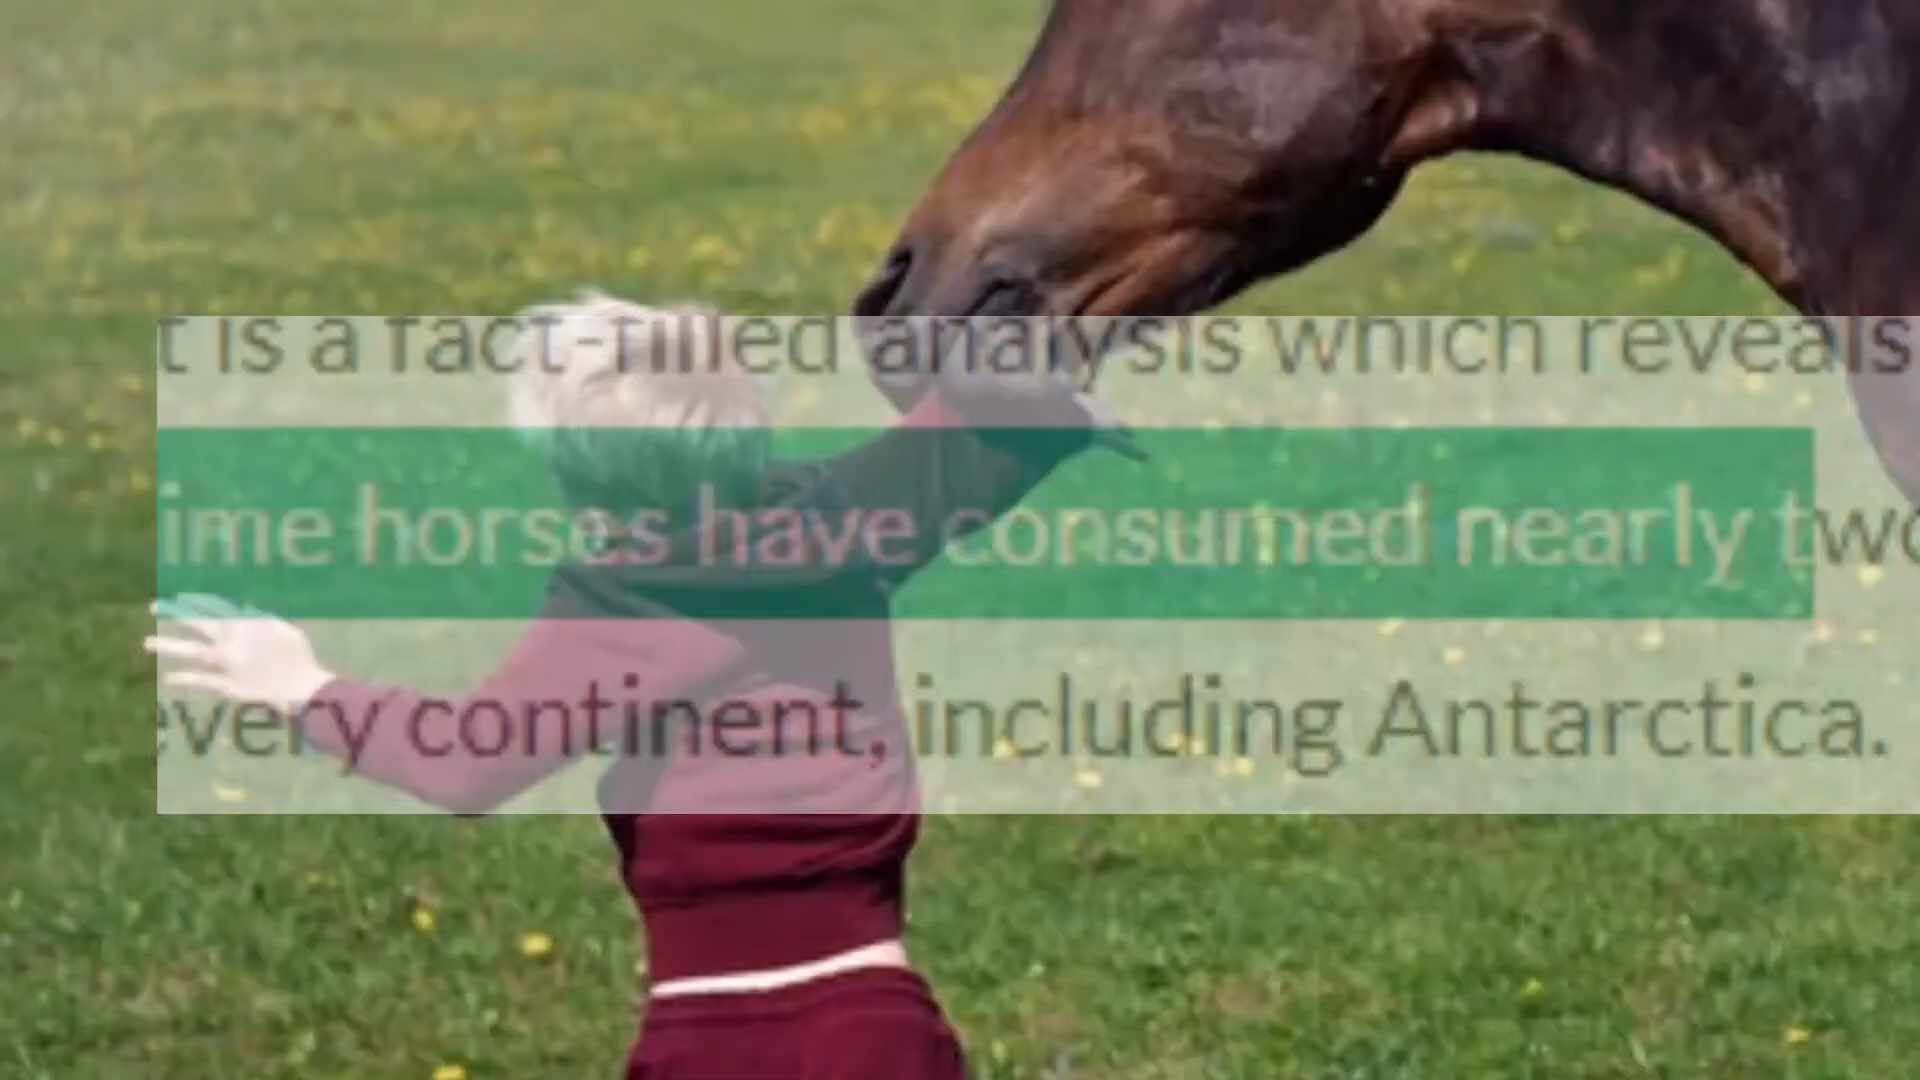 t is a fact-filled analysis which reveals
ime horses have consumed nearly two
every continent, including Antarctica.